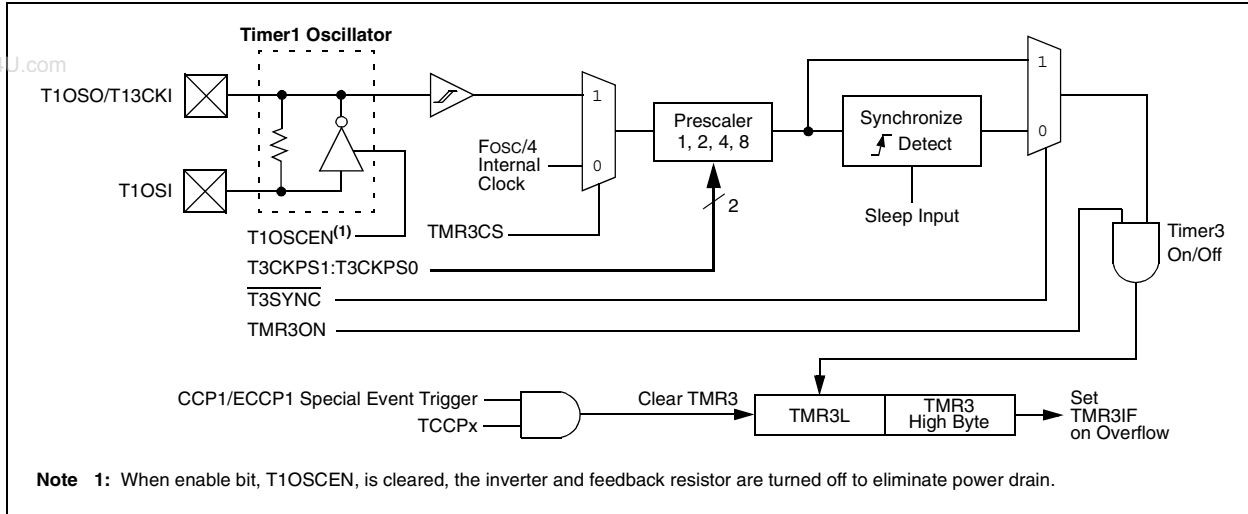 Timer1 Oscillator
4U.com
T1OSO/T13CKI
T1OSI
1
0
FOSC/4
Internal
Clock
Prescaler
1, 2, 4, 8
2
Synchronize
Detect
Sleep Input
1
0
T1OSCEN(1)
TMR3CS
T3CKPS1:T3CKPS0
T3SYNC
TMR3ON
Timer3
On/Off
CCP1/ECCP1 Special Event Trigger
TCCPx
Clear TMR3
TMR3L
TMR3
High Byte
Set
TMR3IF
on Overflow
Note 1: When enable bit, T1OSCEN, is cleared, the inverter and feedback resistor are turned off to eliminate power drain.